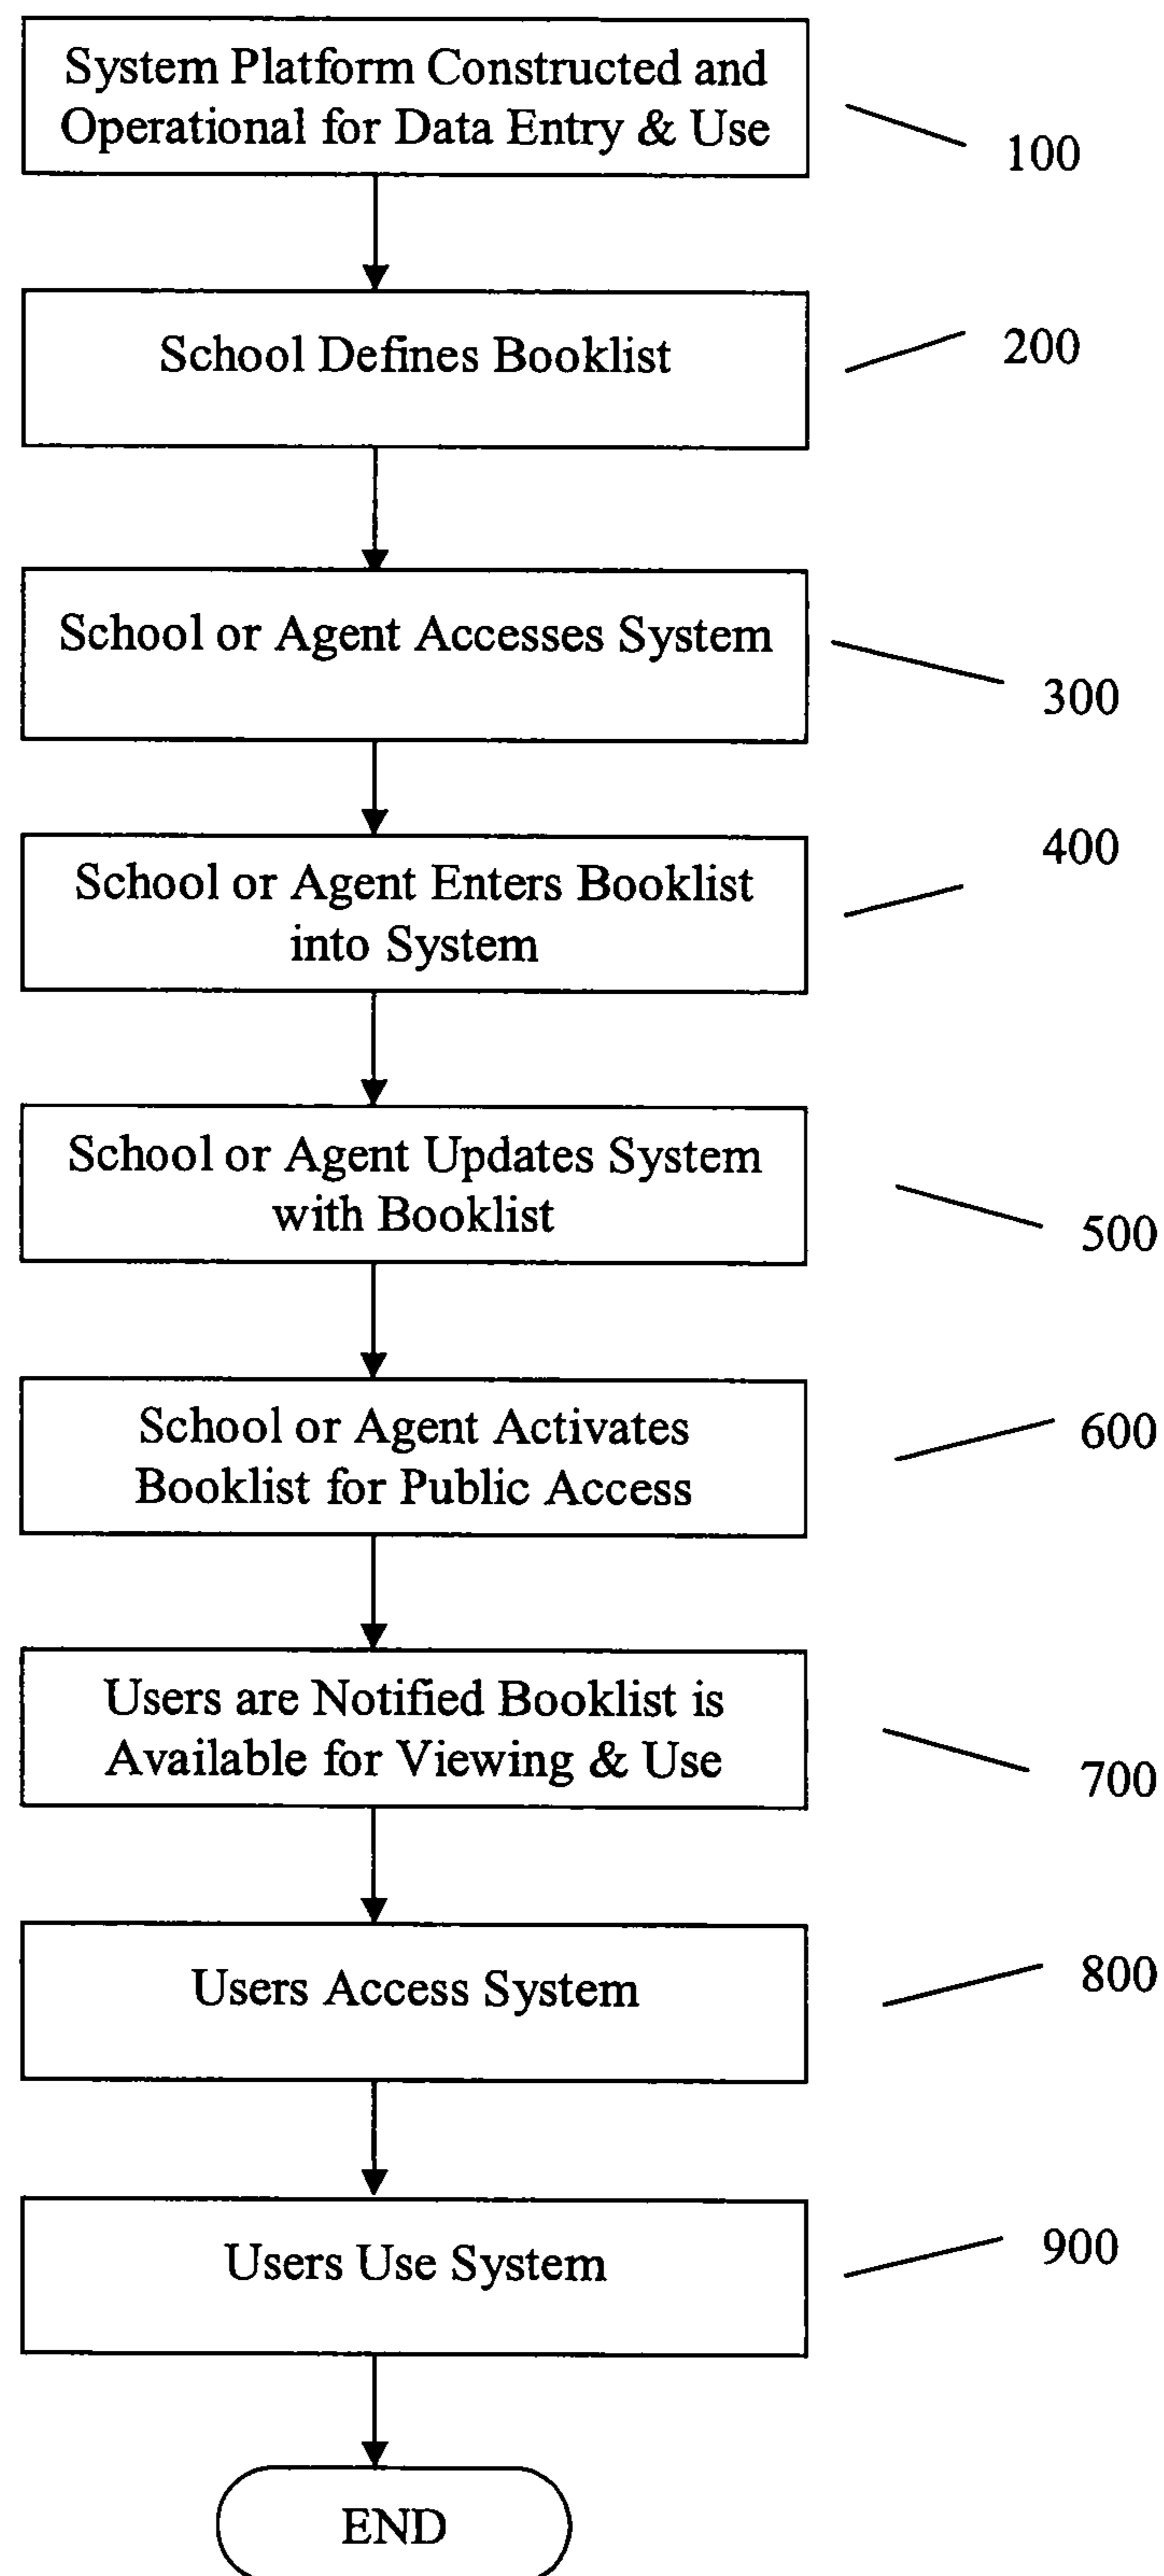 System Platform Constructed and
Operational for Data Entry & Use
100
School Defines Booklist
200
School or Agent Accesses System
300
400
School or Agent Enters Booklist
into System
School or Agent Updates System
with Booklist
500
School or Agent Activates
Booklist for Public Access
600
Users are Notified Booklist is
Available for Viewing & Use
700
Users Access System
800
Users Use System
900
END